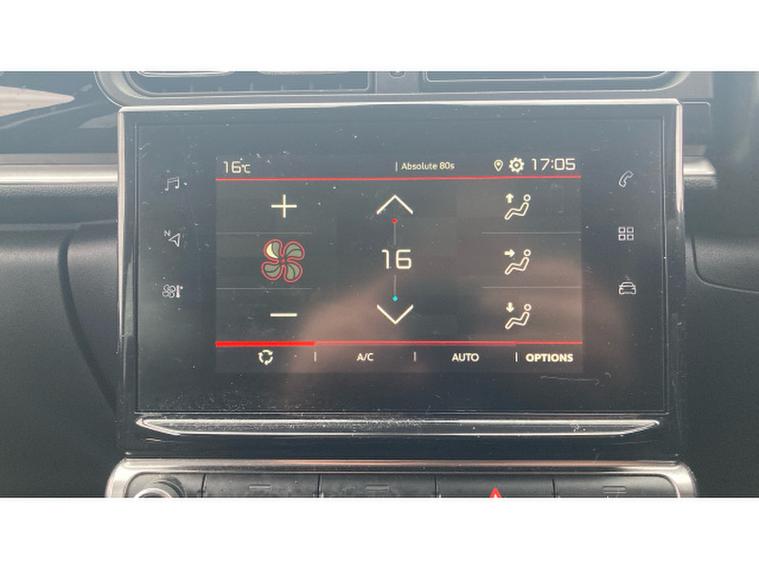 16°C | Absolute 80s 17:05
N
+
16
−
A/C | AUTO | OPTIONS